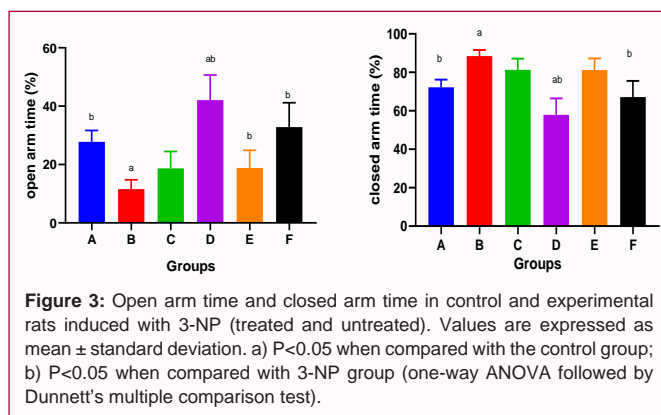 60
40
20
0
open arm time (%)
b
a
ab
b
b
A B C D E F
Groups
100
80
60
40
20
0
closed arm time (%)
b
a
ab
b
A B C D E F
Groups
Figure 3: Open arm time and closed arm time in control and experimental
rats induced with 3-NP (treated and untreated). Values are expressed as
mean ± standard deviation. a) P<0.05 when compared with the control group;
b) P<0.05 when compared with 3-NP group (one-way ANOVA followed by
Dunnett's multiple comparison test).